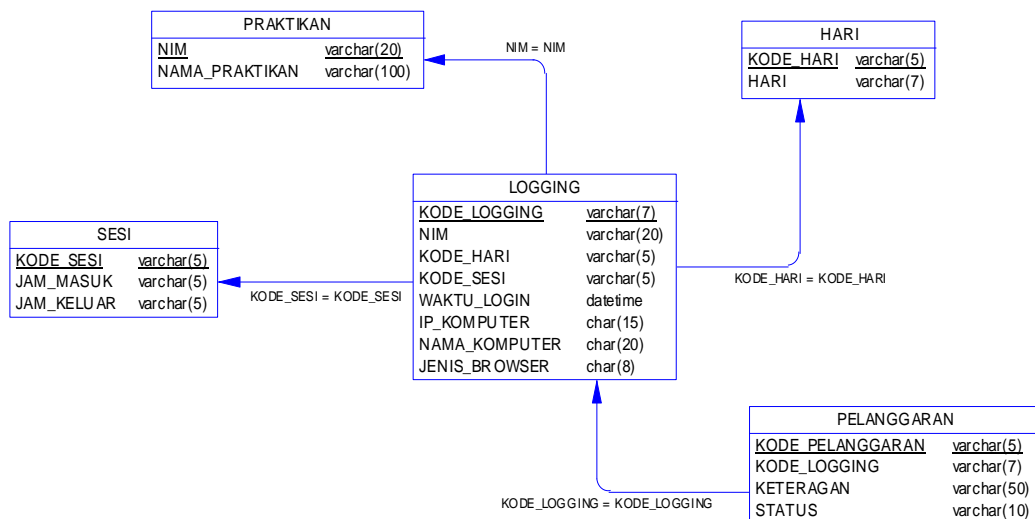 PRAKTIKAN
NIM varchar(20)
NAMA_PRAKTIKAN varchar(100)
NIM = NIM
HARI
KODE_HARI varchar(5)
HARI varchar(7)
LOGGING
KODE_LOGGING varchar(7)
NIM varchar(20)
KODE_HARI varchar(5)
KODE_SESI varchar(5)
WAKTU_LOGIN datetime
IP_KOMPUTER char(15)
NAMA_KOMPUTER char(20)
JENIS_BROWSER char(8)
SESI
KODE_SESI varchar(5)
JAM_MASUK varchar(5)
JAM_KELUAR varchar(5)
KODE_SESI = KODE_SESI
KODE_HARI = KODE_HARI
PELANGGARAN
KODE_PELANGGARAN varchar(5)
KODE_LOGGING varchar(7)
KETERAGAN varchar(50)
STATUS varchar(10)
KODE_LOGGING = KODE_LOGGING